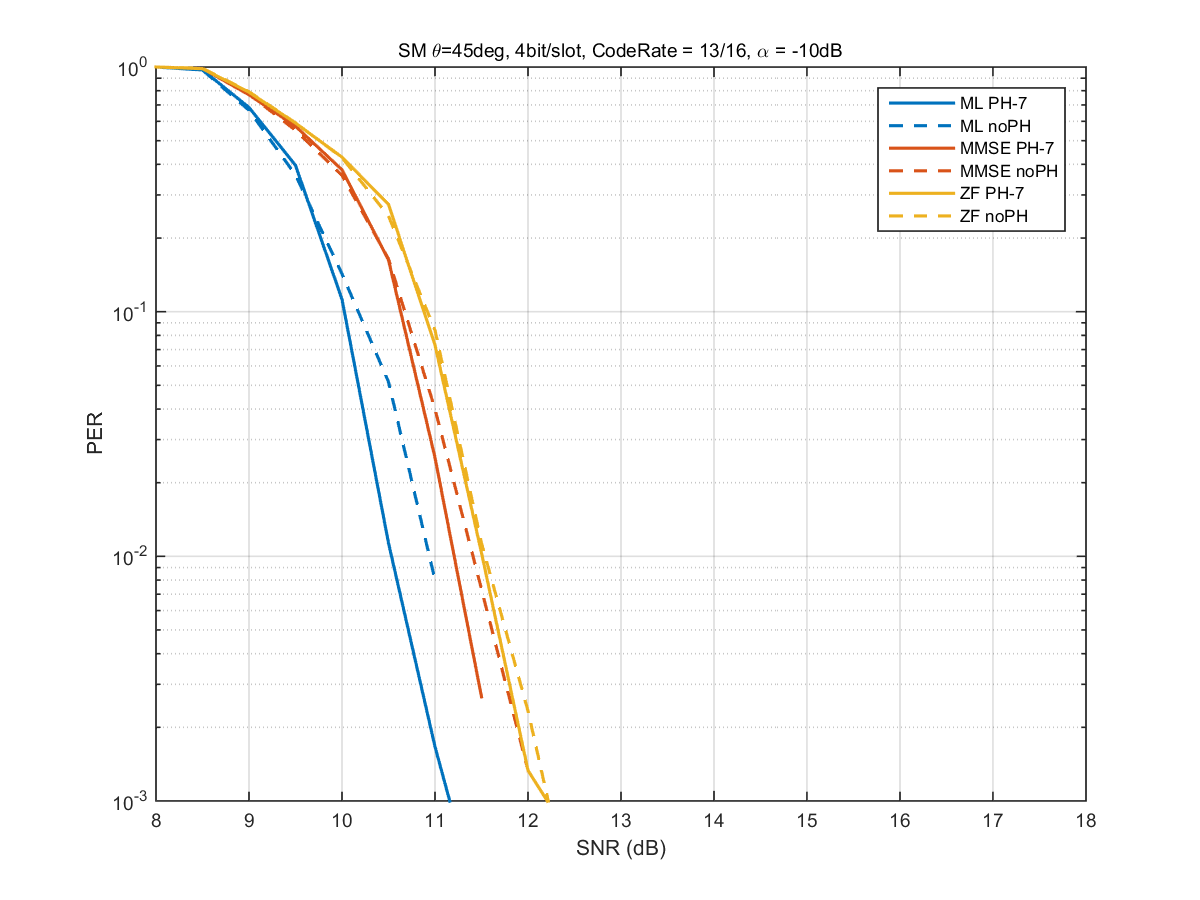 SM θ=45deg, 4bit/slot, CodeRate = 13/16, α = -10dB
10^0
10^-1
10^-2
10^-3
PER
8 9 10 11 12 13 14 15 16 17 18
SNR (dB)
ML PH-7
ML noPH
MMSE PH-7
MMSE noPH
ZF PH-7
ZF noPH